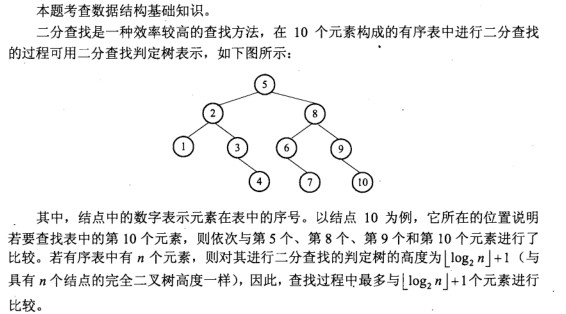 本题考查数据结构基础知识。
二分查找是一种效率较高的查找方法，在 10 个元素构成的有序表中进行二分查找
的过程可用二分查找判定树表示，如下图所示：
5
2 8
1 3 6 9
4 7 10
其中，结点中的数字表示元素在表中的序号。以结点 10 为例，它所在的位置说明
若要查找表中的第 10 个元素，则依次与第 5 个、第 8 个、第 9 个和第 10 个元素进行了
比较。若有序表中有 n 个元素，则对其进行二分查找的判定树的高度为⌊log₂ n⌋+1（与
具有 n 个结点的完全二叉树高度一样），因此，查找过程中最多与⌊log₂ n⌋+1个元素进行
比较。